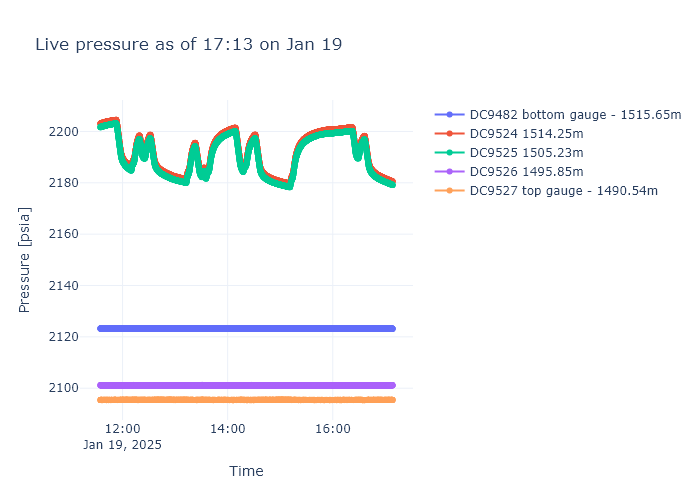 Live pressure as of 17:13 on Jan 19
DC9482 bottom gauge - 1515.65m
DC9524 1514.25m
DC9525 1505.23m
DC9526 1495.85m
DC9527 top gauge - 1490.54m
Pressure [psia]
2200
2180
2160
2140
2120
2100
12:00
14:00
16:00
Jan 19, 2025
Time